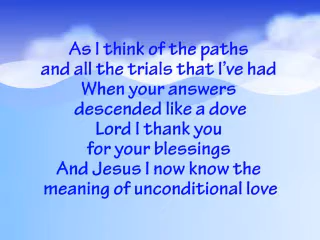 As I think of the paths
and all the trials that I've had
When your answers
descended like a dove
Lord I thank you
for your blessings
And Jesus I now know the
meaning of unconditional love